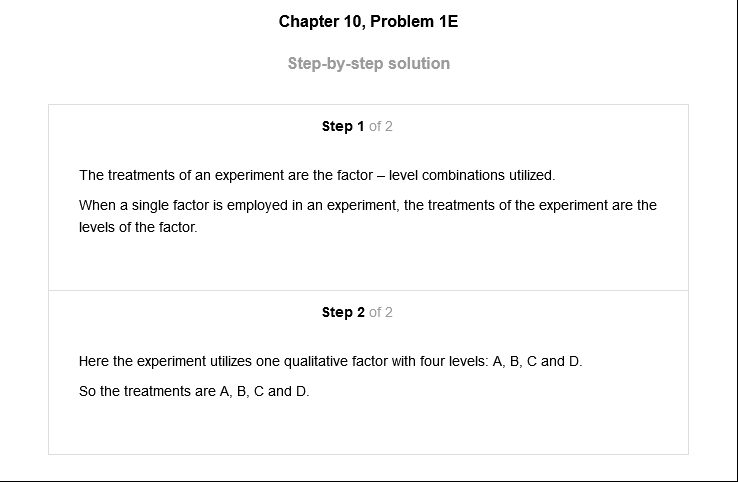 Chapter 10, Problem 1E
Step-by-step solution
Step 1 of 2
The treatments of an experiment are the factor – level combinations utilized.
When a single factor is employed in an experiment, the treatments of the experiment are the
levels of the factor.
Step 2 of 2
Here the experiment utilizes one qualitative factor with four levels: A, B, C and D.
So the treatments are A, B, C and D.